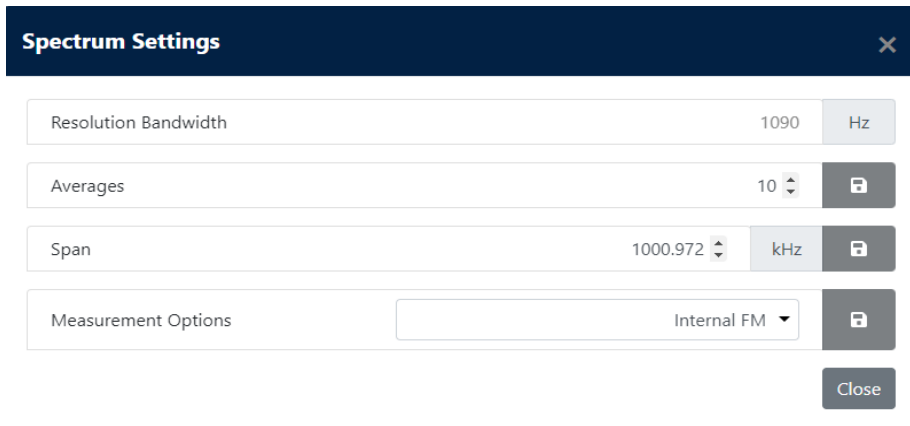 Spectrum Settings
Resolution Bandwidth 1090 Hz
Averages 10
Span 1000.972 kHz
Measurement Options Internal FM
Close